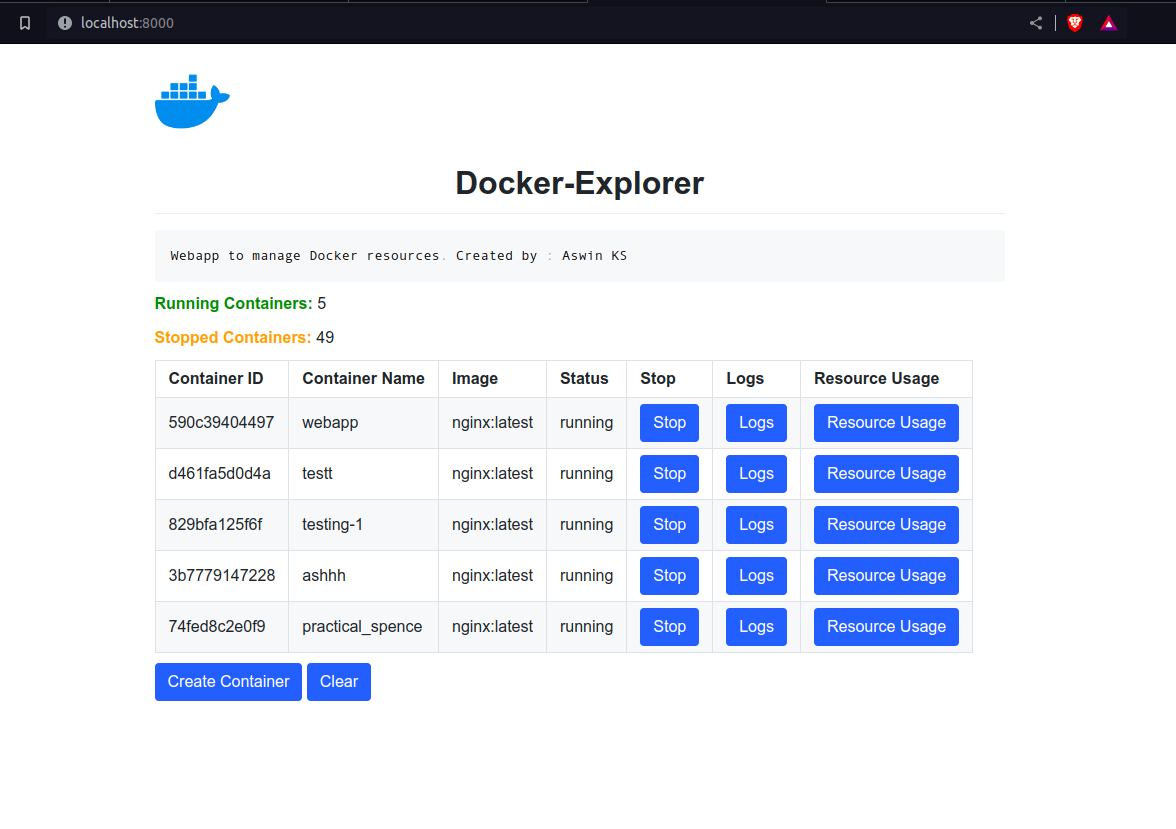 localhost:8000
Docker-Explorer
Webapp to manage Docker resources. Created by : Aswin KS
Running Containers: 5
Stopped Containers: 49
Container ID Container Name Image Status Stop Logs Resource Usage
590c39404497 webapp nginx:latest running Stop Logs Resource Usage
d461fa5d0d4a testt nginx:latest running Stop Logs Resource Usage
829bfa125f6f testing-1 nginx:latest running Stop Logs Resource Usage
3b7779147228 ashhh nginx:latest running Stop Logs Resource Usage
74fed8c2e0f9 practical_spence nginx:latest running Stop Logs Resource Usage
Create Container Clear